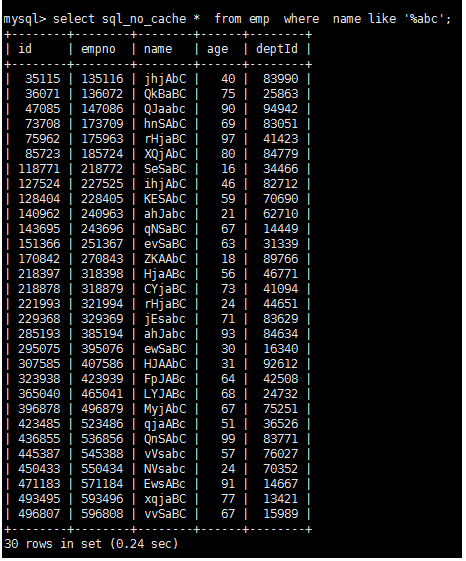 mysql> select sql_no_cache *  from emp  where  name like '%abc';
+--------+--------+--------+------+--------+
| id     | empno  | name   | age  | deptId |
+--------+--------+--------+------+--------+
|  35115 | 135116 | jhjAbC |   40 |  83990 |
|  36071 | 136072 | QkBaBC |   75 |  25863 |
|  47085 | 147086 | QJaabc |   90 |  94942 |
|  73708 | 173709 | hnSAbC |   69 |  83051 |
|  75962 | 175963 | rHjaBC |   97 |  41423 |
|  85723 | 185724 | XQjAbC |   80 |  84779 |
| 118771 | 218772 | SeSaBC |   16 |  34466 |
| 127524 | 227525 | ihjAbC |   46 |  82712 |
| 128404 | 228405 | KESAbC |   59 |  70690 |
| 140962 | 240963 | ahJabc |   21 |  62710 |
| 143695 | 243696 | qNSaBC |   67 |  14449 |
| 151366 | 251367 | evSaBC |   63 |  31339 |
| 170842 | 270843 | ZKAAbC |   18 |  89766 |
| 218397 | 318398 | HjaABc |   56 |  46771 |
| 218878 | 318879 | CYjaBC |   73 |  41094 |
| 221993 | 321994 | rHjaBC |   24 |  44651 |
| 229368 | 329369 | jEsabc |   71 |  83629 |
| 285193 | 385194 | ahJabc |   93 |  84634 |
| 295075 | 395076 | ewSaBC |   30 |  16340 |
| 307585 | 407586 | HJAAbC |   31 |  92612 |
| 323938 | 423939 | FpJABc |   64 |  42508 |
| 365040 | 465041 | LYJABc |   68 |  24732 |
| 396878 | 496879 | MyjAbC |   67 |  75251 |
| 423485 | 523486 | qjaABc |   51 |  36526 |
| 436855 | 536856 | QnSAbC |   99 |  83771 |
| 445387 | 545388 | vVsabc |   57 |  76027 |
| 450433 | 550434 | NVsabc |   24 |  70352 |
| 471183 | 571184 | EwsABc |   91 |  14667 |
| 493495 | 593496 | xqjaBC |   77 |  13421 |
| 496807 | 596808 | vvSaBC |   67 |  15989 |
+--------+--------+--------+------+--------+
30 rows in set (0.24 sec)